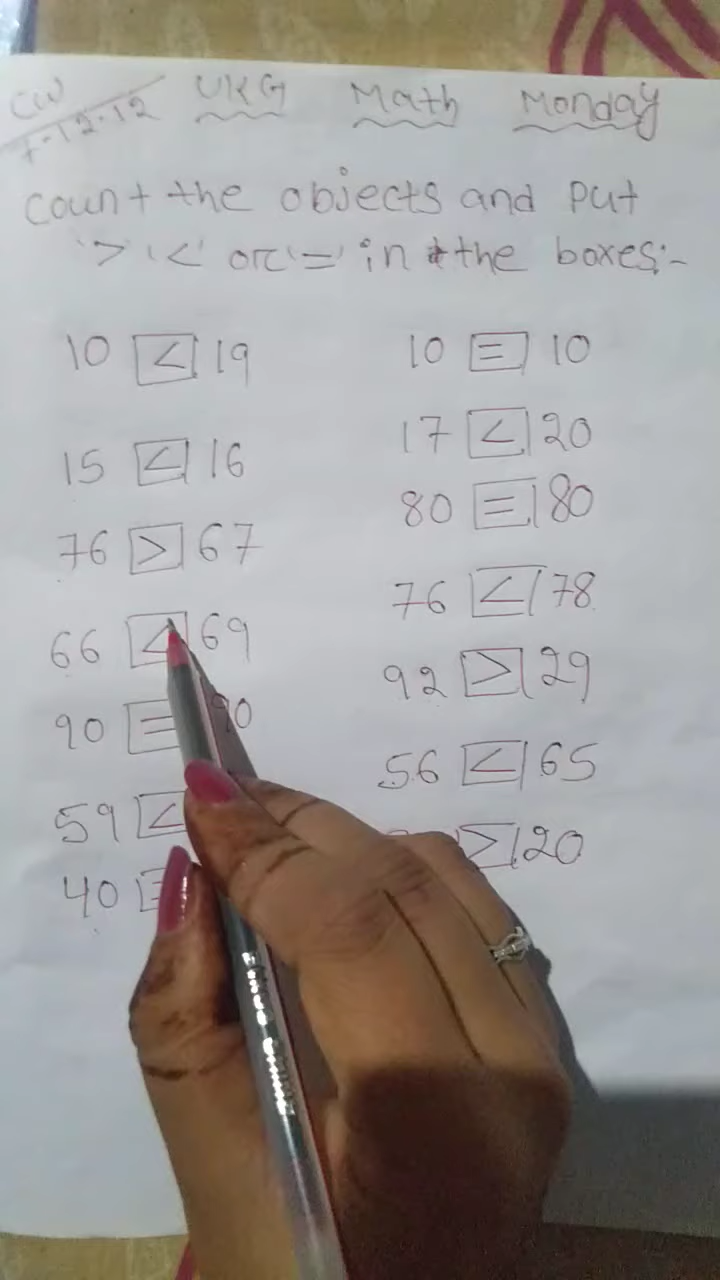 CW UKG Math Monday
7-12-12
Count the objects and put
'>' '<' or '=' in the boxes:-
10 < 19
15 < 16
76 > 67
66 < 69
90 = 90
59 <
40
10 = 10
17 < 20
80 = 80
76 < 78
92 > 29
56 < 65
> 20